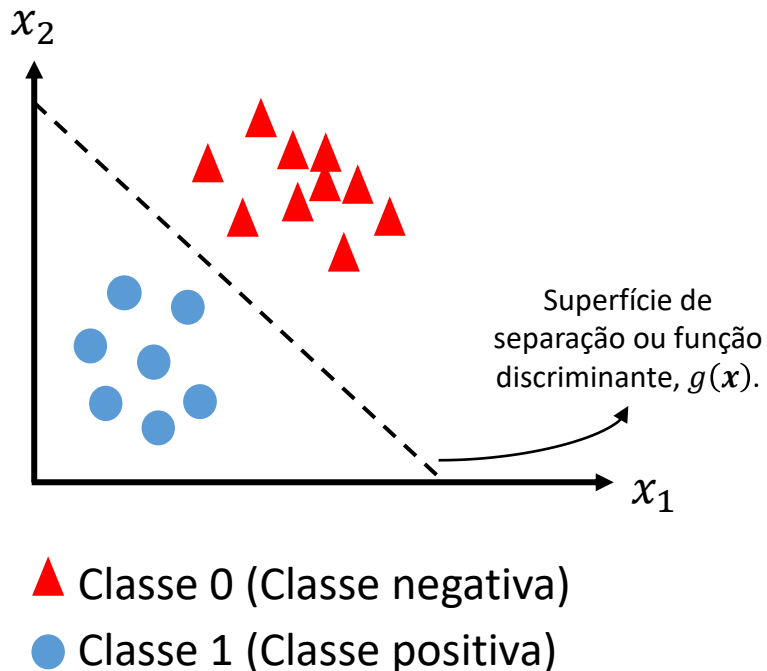 x₂
Superfície de
separação ou função
discriminante, g(x).
x₁
Classe 0 (Classe negativa)
Classe 1 (Classe positiva)